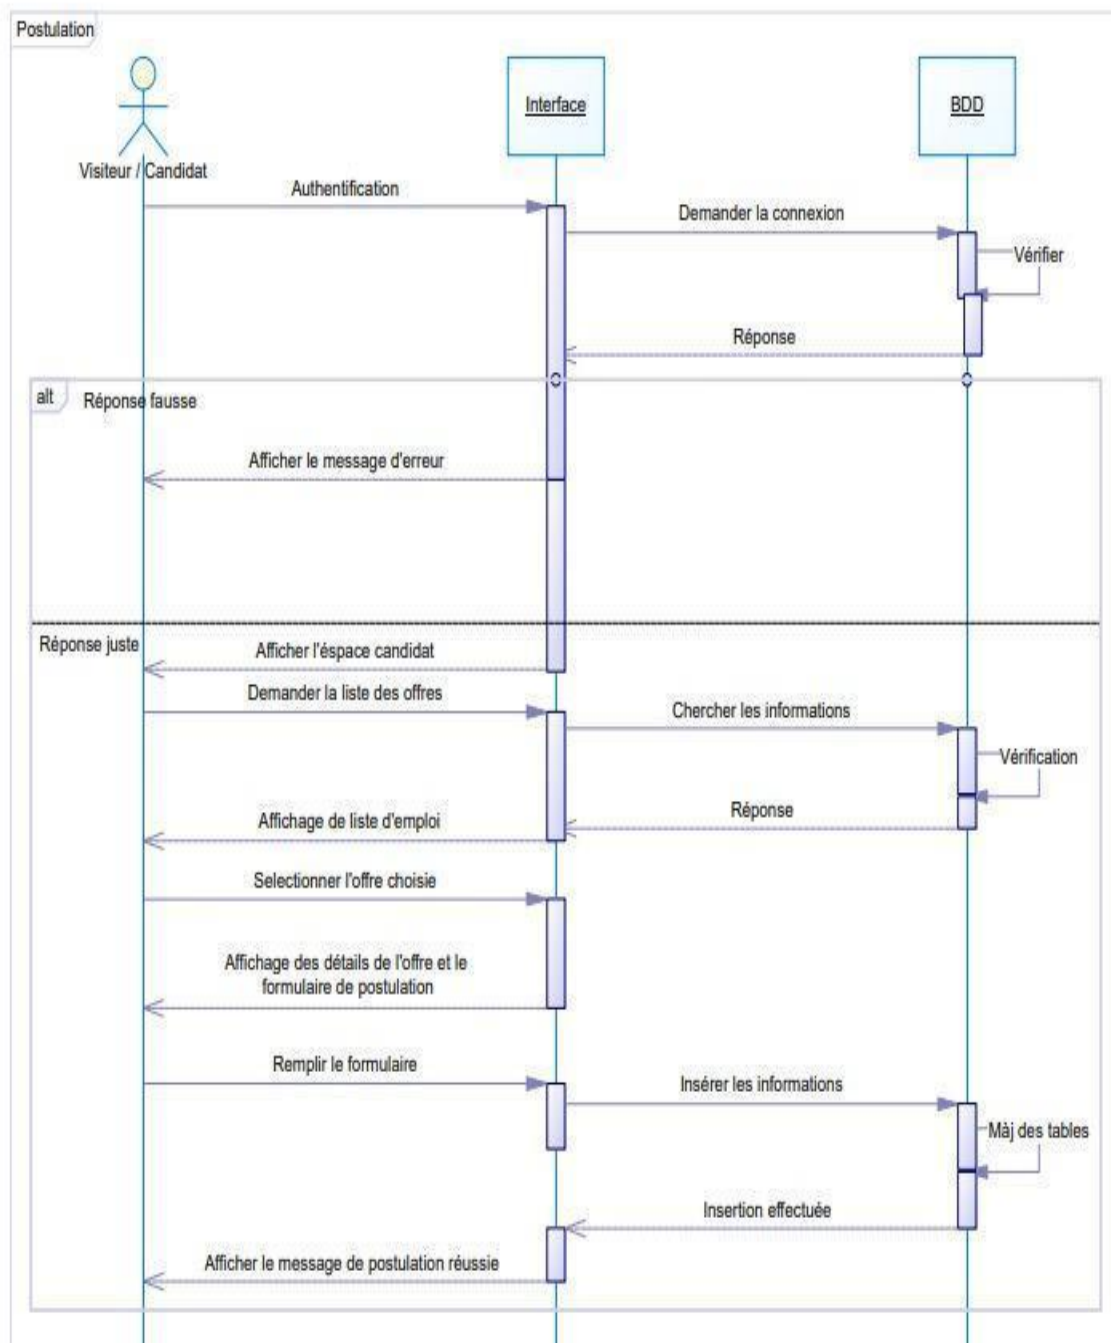 Postulation
Interface
BDD
Visiteur / Candidat
Authentification
Demander la connexion
Vérifier
Réponse
alt
Réponse fausse
Afficher le message d'erreur
Réponse juste
Afficher l'éspace candidat
Demander la liste des offres
Chercher les informations
Vérification
Réponse
Affichage de liste d'emploi
Selectionner l'offre choisie
Affichage des détails de l'offre et le
formulaire de postulation
Remplir le formulaire
Insérer les informations
Màj des tables
Insertion effectuée
Afficher le message de postulation réussie